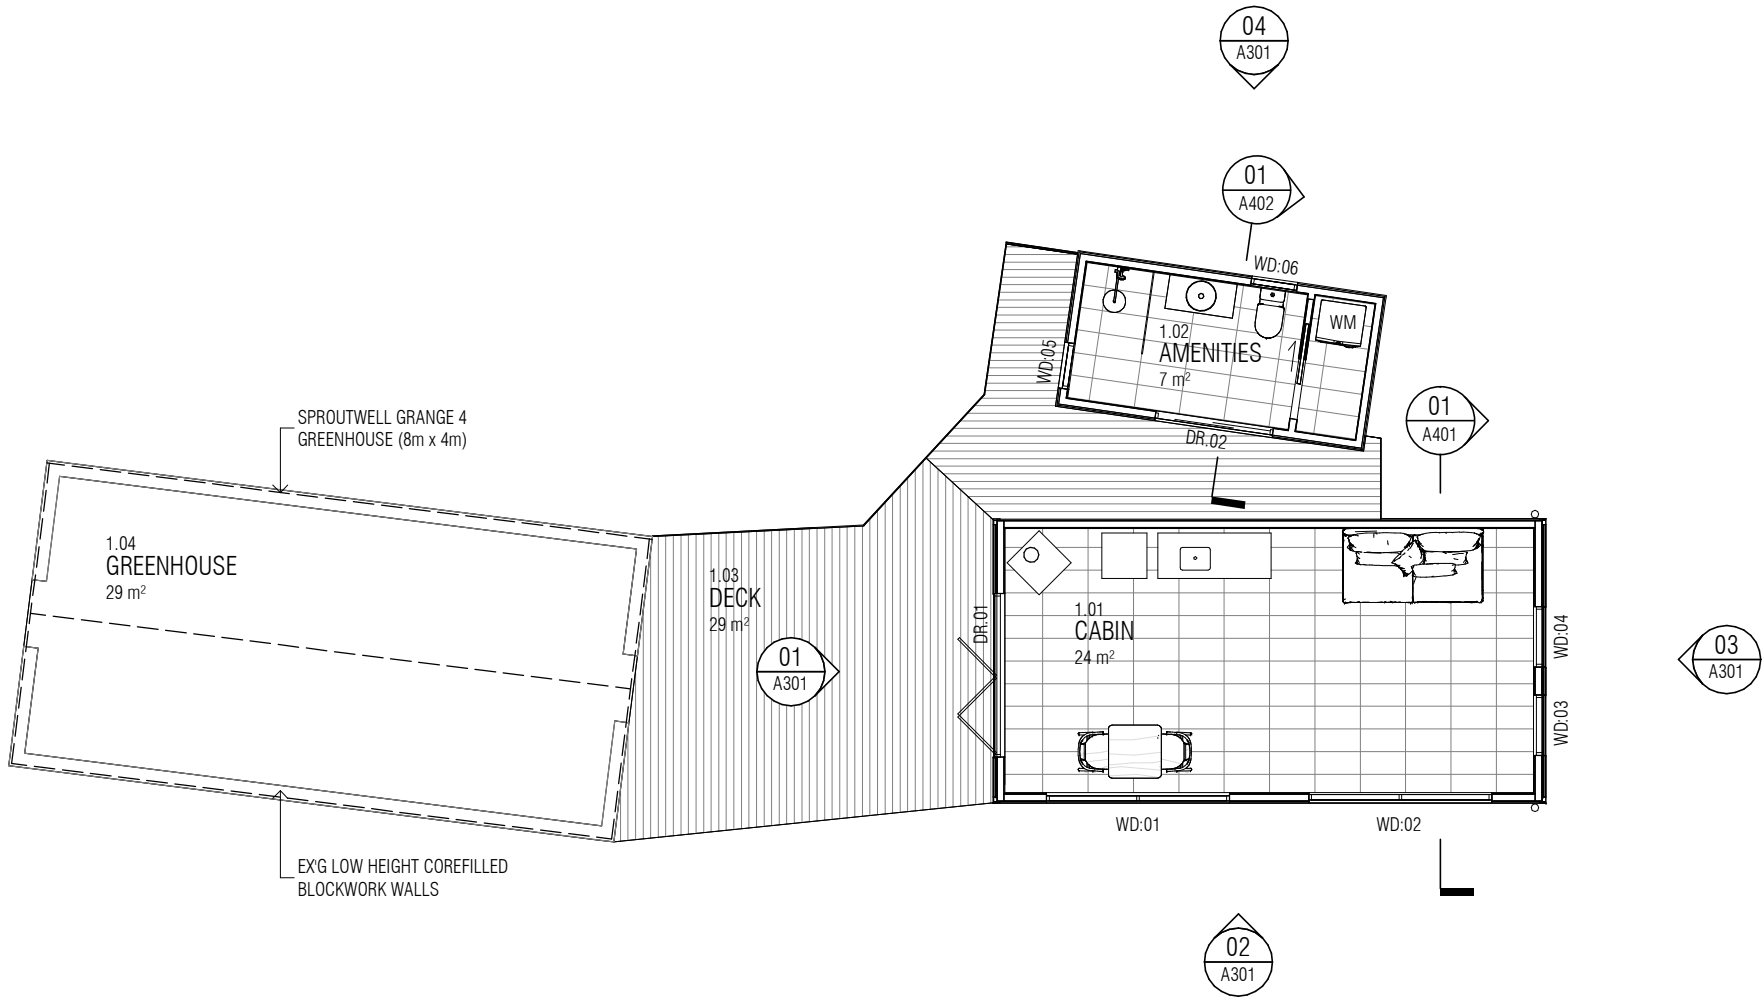 04
A301
01
A402
WD:06
WM
1.02
AMENITIES
7 m²
WD:05
DR.02
01
A401
SPROUTWELL GRANGE 4
GREENHOUSE (8m x 4m)
1.04
GREENHOUSE
29 m²
1.03
DECK
29 m²
01
A301
DR.01
1.01
CABIN
24 m²
WD:04
WD:03
03
A301
WD:01
WD:02
EX'G LOW HEIGHT COREFILLED
BLOCKWORK WALLS
02
A301